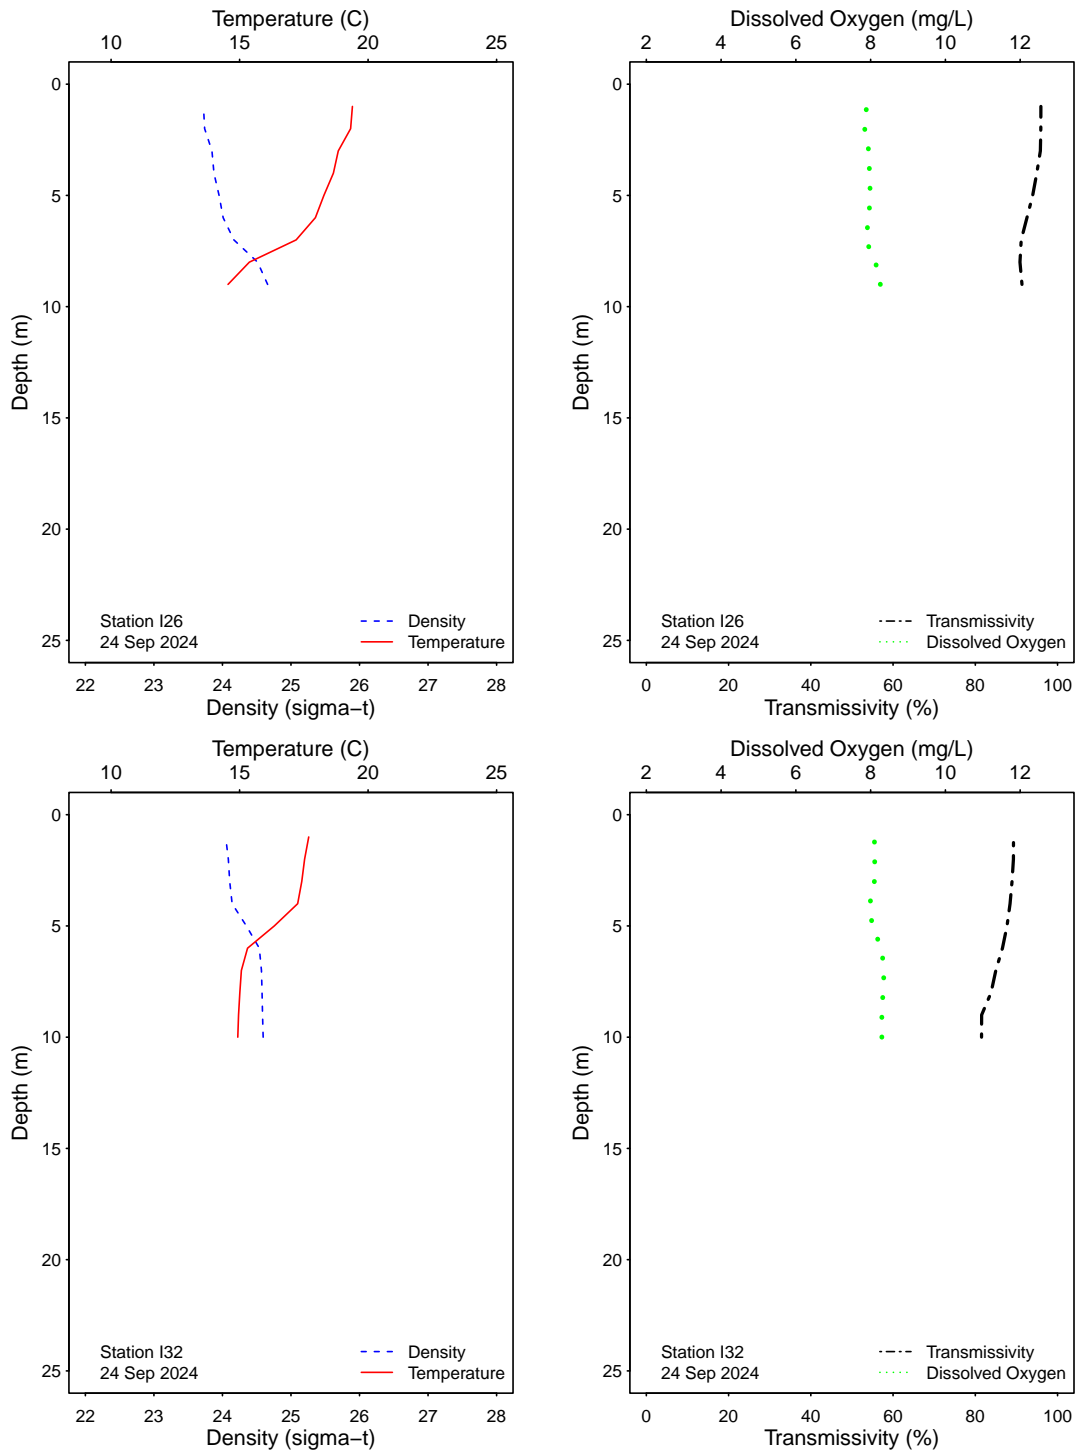 Temperature (C)
10 15 20 25
0
5
10
15
20
25
Depth (m)
Station I26
24 Sep 2024
Density
Temperature
22 23 24 25 26 27 28
Density (sigma−t)
Dissolved Oxygen (mg/L)
2 4 6 8 10 12
0
5
10
15
20
25
Depth (m)
Station I26
24 Sep 2024
Transmissivity
Dissolved Oxygen
0 20 40 60 80 100
Transmissivity (%)
Temperature (C)
10 15 20 25
0
5
10
15
20
25
Depth (m)
Station I32
24 Sep 2024
Density
Temperature
22 23 24 25 26 27 28
Density (sigma−t)
Dissolved Oxygen (mg/L)
2 4 6 8 10 12
0
5
10
15
20
25
Depth (m)
Station I32
24 Sep 2024
Transmissivity
Dissolved Oxygen
0 20 40 60 80 100
Transmissivity (%)